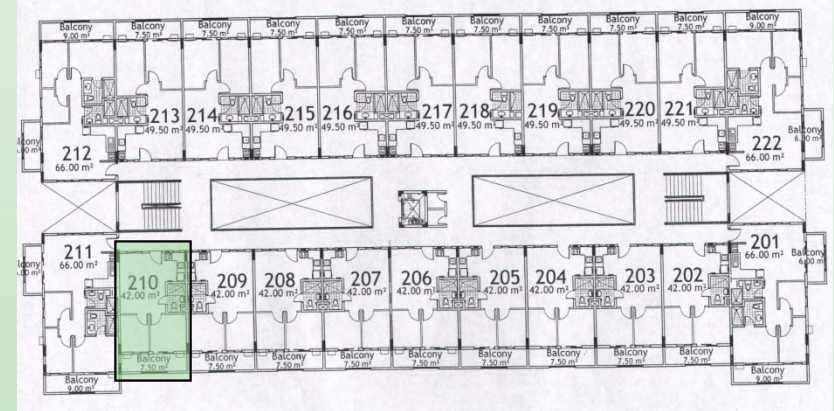 Balcony
9.00 m²
Balcony
7.50 m²
Balcony
7.50 m²
Balcony
7.50 m²
Balcony
7.50 m²
Balcony
7.50 m²
Balcony
7.50 m²
Balcony
7.50 m²
Balcony
7.50 m²
Balcony
7.50 m²
Balcony
9.00 m²
213
49.50 m²
214
49.50 m²
215
49.50 m²
216
49.50 m²
217
49.50 m²
218
49.50 m²
219
49.50 m²
220
49.50 m²
221
49.50 m²
212
66.00 m²
222
66.00 m²
Balcony
211
66.00 m²
210
42.00 m²
209
42.00 m²
208
42.00 m²
207
42.00 m²
206
42.00 m²
205
42.00 m²
204
42.00 m²
203
42.00 m²
202
42.00 m²
201
66.00 m²
Balcony
Balcony
7.50 m²
Balcony
7.50 m²
Balcony
7.50 m²
Balcony
7.50 m²
Balcony
7.50 m²
Balcony
7.50 m²
Balcony
7.50 m²
Balcony
7.50 m²
Balcony
7.50 m²
Balcony
9.00 m²
Balcony
9.00 m²